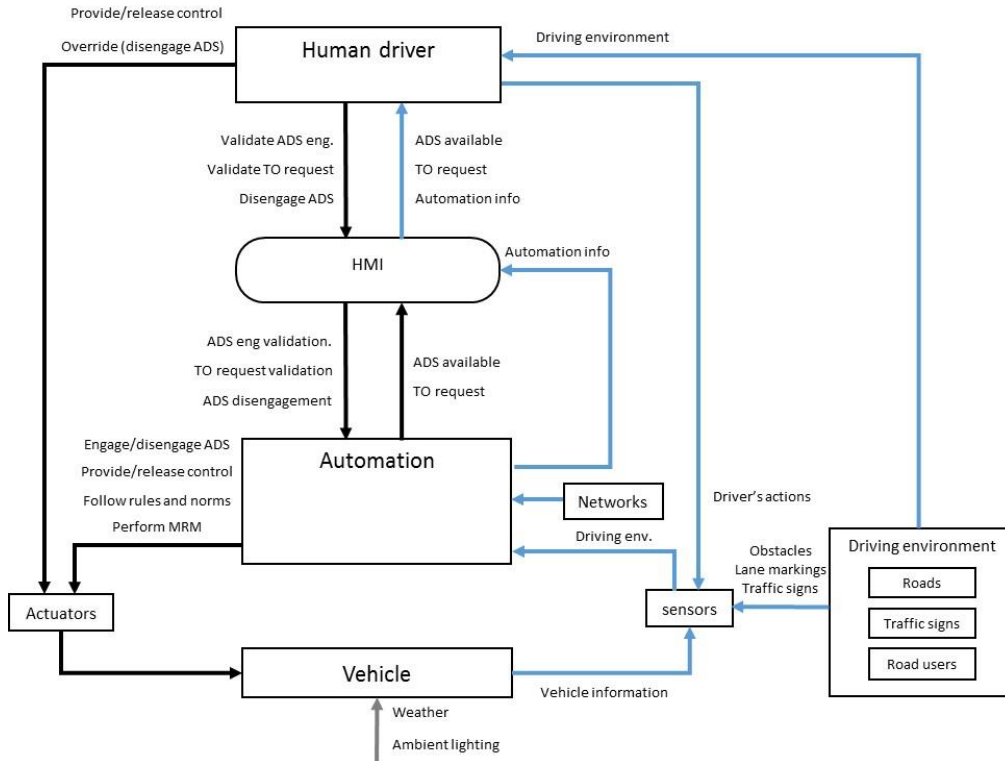 Provide/release control
Override (disengage ADS)
Human driver
Driving environment
Validate ADS eng.
Validate TO request
Disengage ADS
ADS available
TO request
Automation info
HMI
Automation info
ADS eng validation.
TO request validation
ADS disengagement
ADS available
TO request
Engage/disengage ADS
Provide/release control
Follow rules and norms
Perform MRM
Automation
Networks
Driver's actions
Driving env.
Obstacles
Lane markings
Traffic signs
Driving environment
Roads
Traffic signs
Road users
Actuators
sensors
Vehicle
Vehicle information
Weather
Ambient lighting